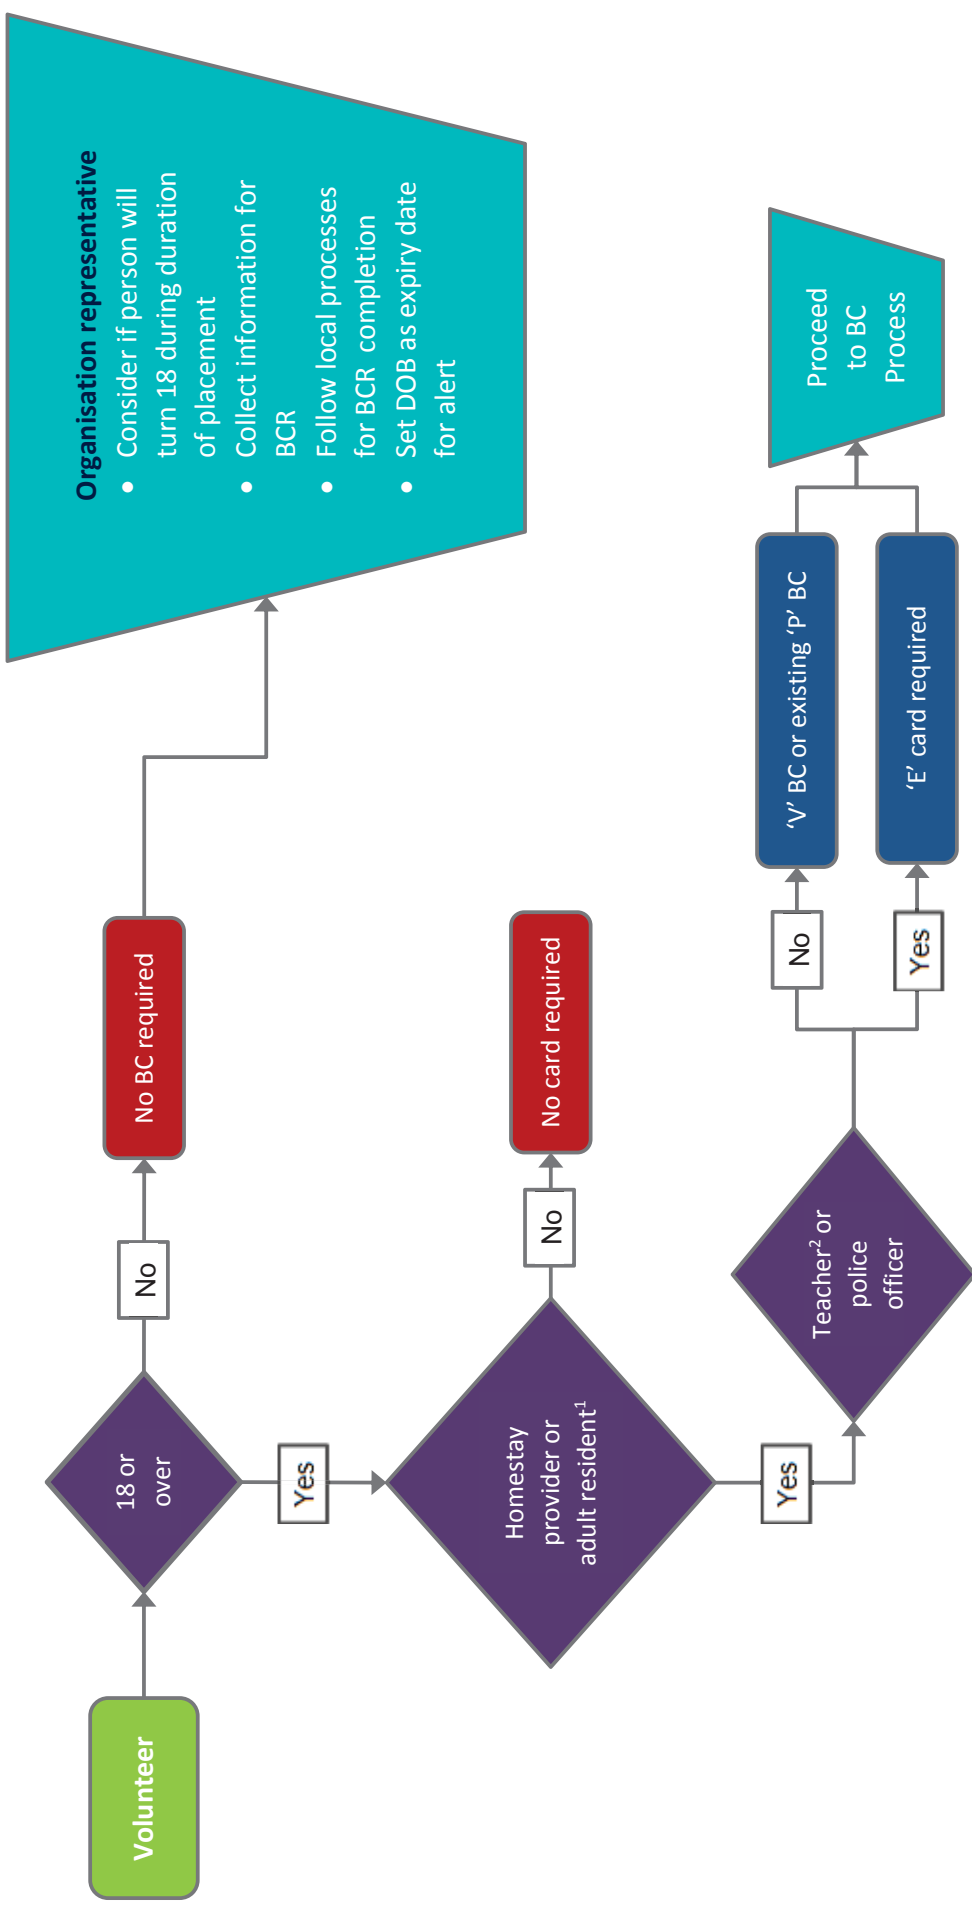 Volunteer
18 or
over
No
No BC required
Organisation representative
• Consider if person will
turn 18 during duration
of placement
• Collect information for
BCR
• Follow local processes
for BCR completion
• Set DOB as expiry date
for alert
Yes
Homestay
provider or
adult resident¹
No
No card required
Yes
Teacher² or
police
officer
No
‘V’ BC or existing ‘P’ BC
Yes
‘E’ card required
Proceed
to BC
Process